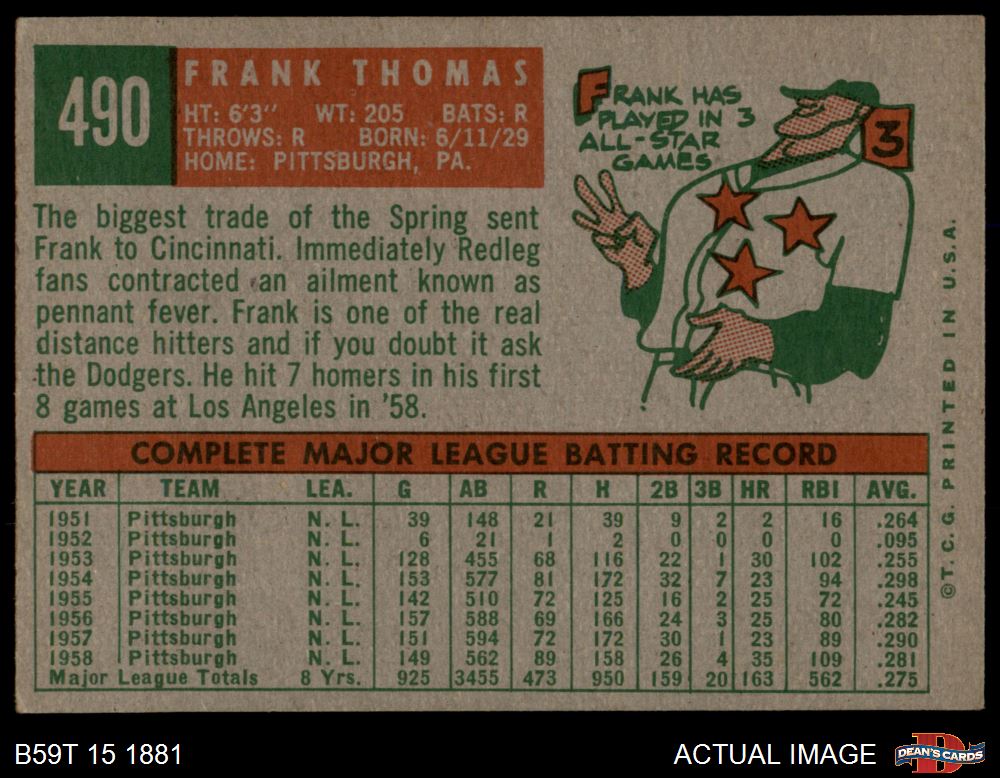 490
FRANK THOMAS
HT: 6'3" WT: 205 BATS: R
THROWS: R BORN: 6/11/29
HOME: PITTSBURGH, PA.
The biggest trade of the Spring sent
Frank to Cincinnati. Immediately Redleg
fans contracted an ailment known as
pennant fever. Frank is one of the real
distance hitters and if you doubt it ask
the Dodgers. He hit 7 homers in his first
8 games at Los Angeles in '58.
FRANK HAS
PLAYED IN 3
ALL-STAR
GAMES
3
COMPLETE MAJOR LEAGUE BATTING RECORD
YEAR TEAM LEA. G AB R H 2B 3B HR RBI AVG.
1951 Pittsburgh N. L. 39 148 21 39 9 2 2 16 .264
1952 Pittsburgh N. L. 6 21 1 2 0 0 0 0 .095
1953 Pittsburgh N. L. 128 455 68 116 22 1 30 102 .255
1954 Pittsburgh N. L. 153 577 81 172 32 7 23 94 .298
1955 Pittsburgh N. L. 142 510 72 125 16 2 25 72 .245
1956 Pittsburgh N. L. 157 588 69 166 24 3 25 80 .282
1957 Pittsburgh N. L. 151 594 72 172 30 1 23 89 .290
1958 Pittsburgh N. L. 149 562 89 158 26 4 35 109 .281
Major League Totals 8 Yrs. 925 3455 473 950 159 20 163 562 .275
©T. C. G. PRINTED IN U.S.A.
B59T 15 1881
ACTUAL IMAGE
DEAN'S CARDS